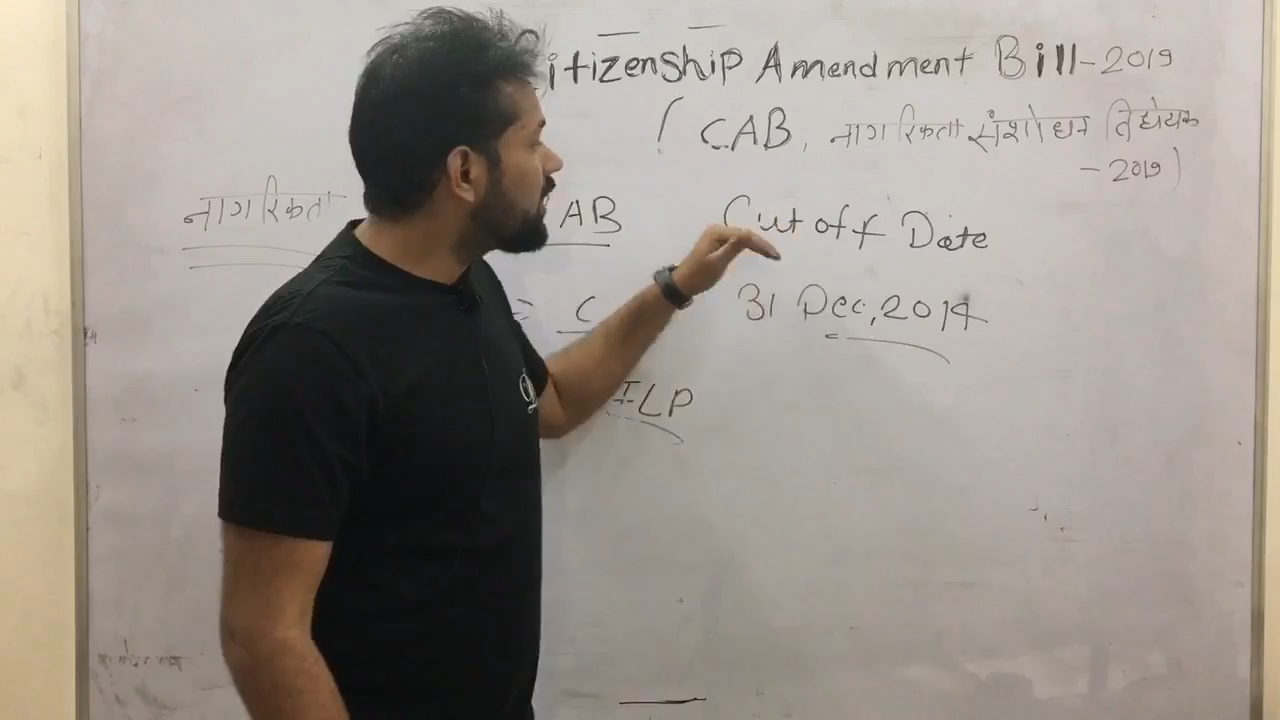 Citizenship Amendment Bill-2019
( CAB, नागरिकता संशोधन विधेयक
-2019)
नागरिकता
AB
Cut off Date
= C
31 Dec, 2014
ILP